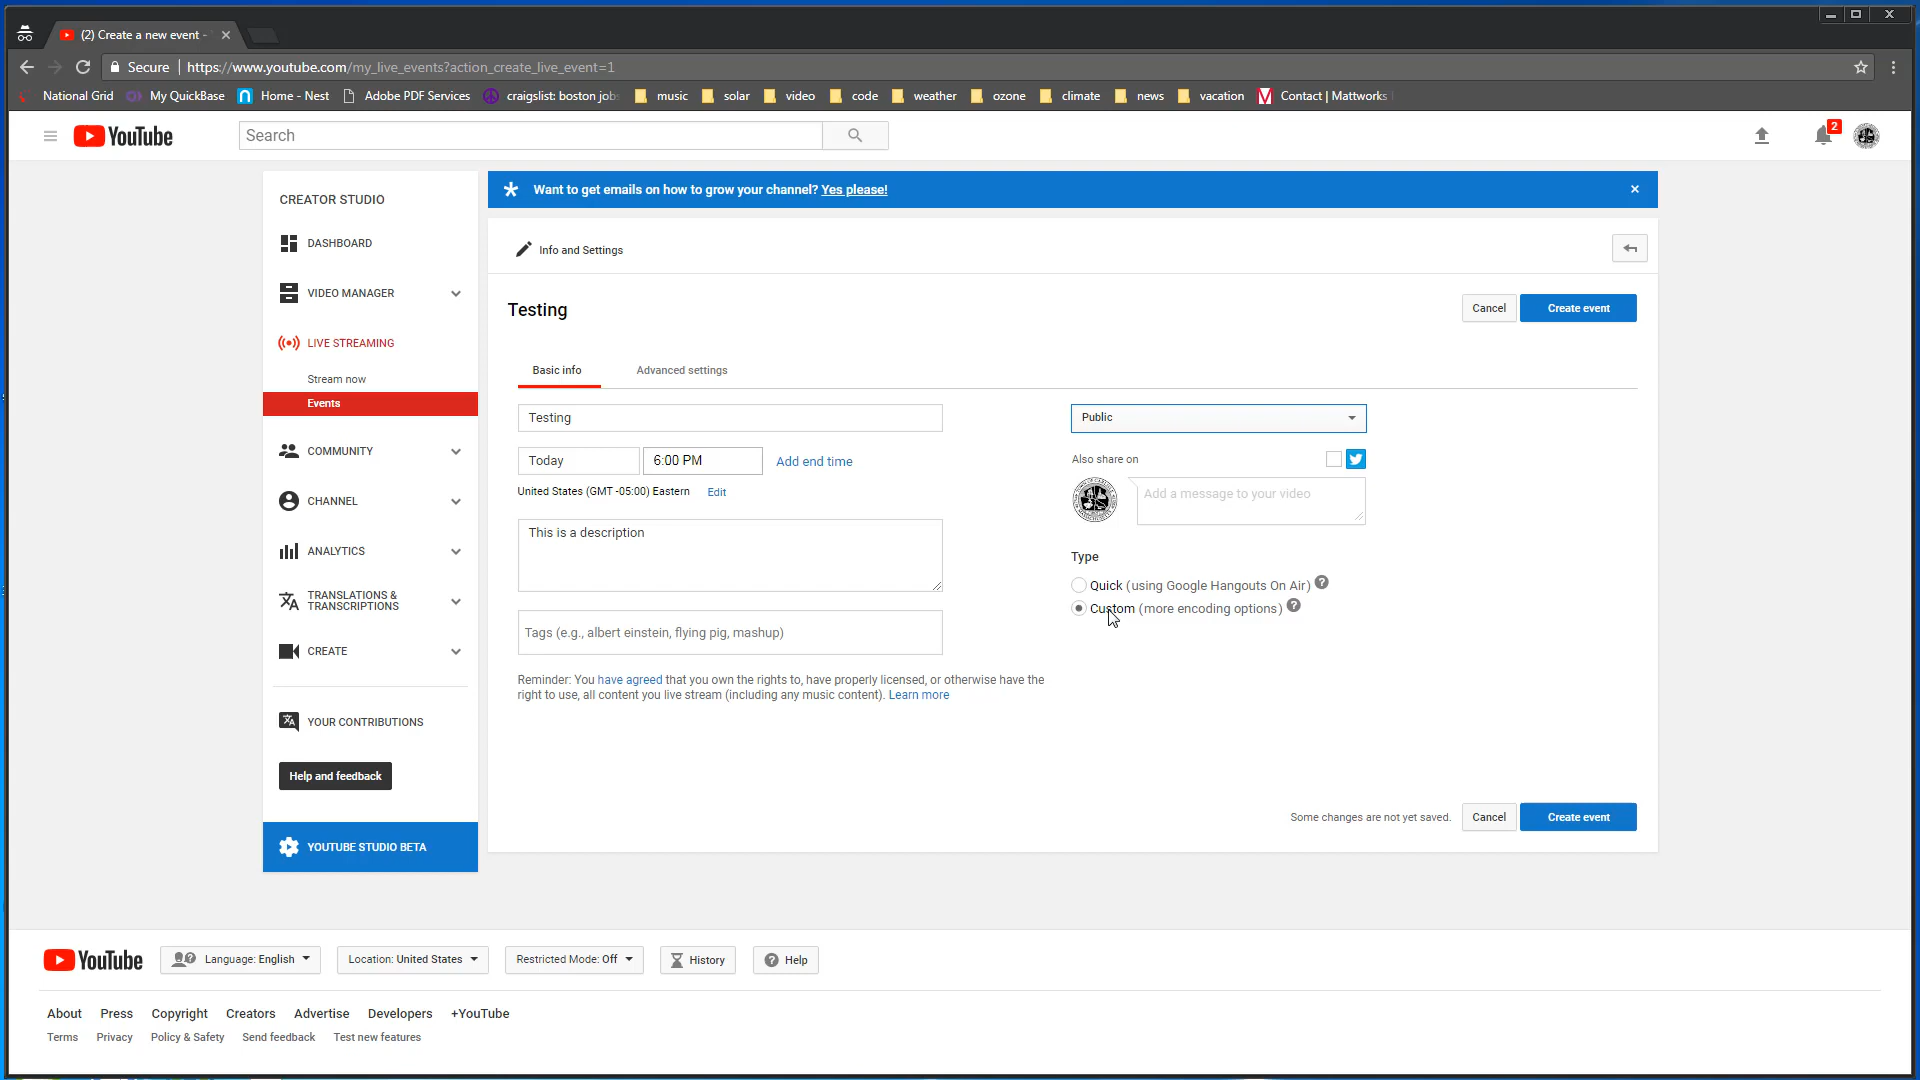 (2) Create a new event -
Secure https://www.youtube.com/my_live_events?action_create_live_event=1
National Grid My QuickBase Home - Nest Adobe PDF Services craigslist: boston job music solar video code weather ozone climate news vacation Contact | Mattworks
YouTube Search 2
CREATOR STUDIO
DASHBOARD
VIDEO MANAGER
LIVE STREAMING
Stream now
Events
COMMUNITY
CHANNEL
ANALYTICS
TRANSLATIONS &
TRANSCRIPTIONS
CREATE
YOUR CONTRIBUTIONS
Help and feedback
YOUTUBE STUDIO BETA
Want to get emails on how to grow your channel? Yes please!
Info and Settings
Testing Cancel Create event
Basic info Advanced settings
Testing
Today 6:00 PM Add end time
United States (GMT -05:00) Eastern Edit
This is a description
Tags (e.g., albert einstein, flying pig, mashup)
Reminder: You have agreed that you own the rights to, have properly licensed, or otherwise have the
right to use, all content you live stream (including any music content). Learn more
Public
Also share on
Add a message to your video
Type
Quick (using Google Hangouts On Air) ?
Custom (more encoding options) ?
Some changes are not yet saved. Cancel Create event
YouTube Language: English Location: United States Restricted Mode: Off History Help
About Press Copyright Creators Advertise Developers +YouTube
Terms Privacy Policy & Safety Send feedback Test new features